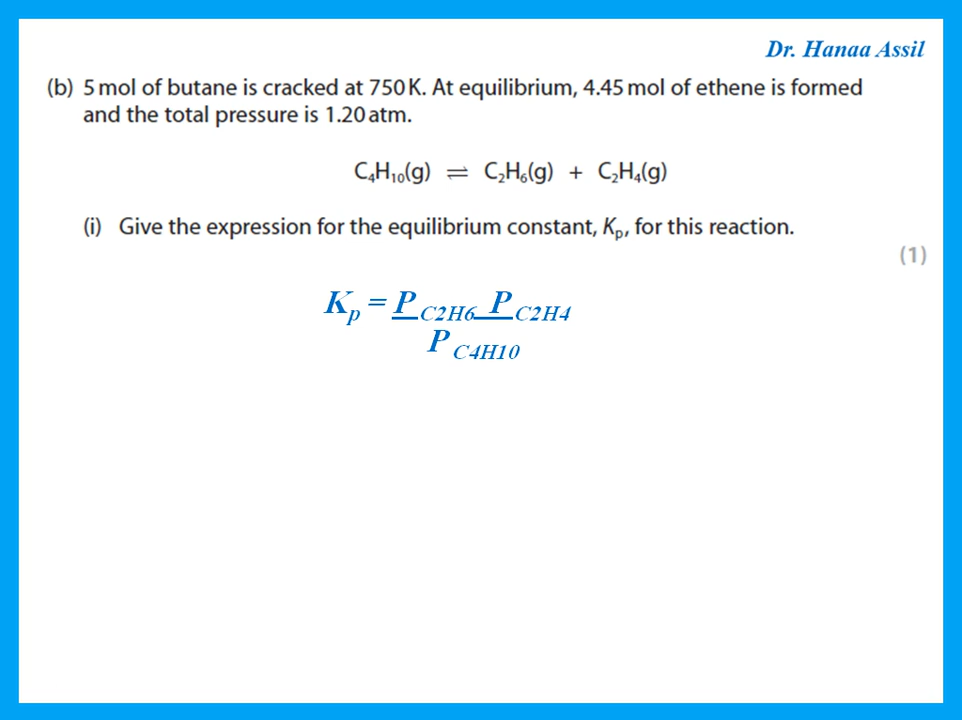 Dr. Hanaa Assil
(b) 5 mol of butane is cracked at 750 K. At equilibrium, 4.45 mol of ethene is formed
and the total pressure is 1.20 atm.
C₄H₁₀(g) ⇌ C₂H₆(g) + C₂H₄(g)
(i) Give the expression for the equilibrium constant, Kₚ, for this reaction.
(1)
Kₚ = P C2H6 P C2H4
P C4H10